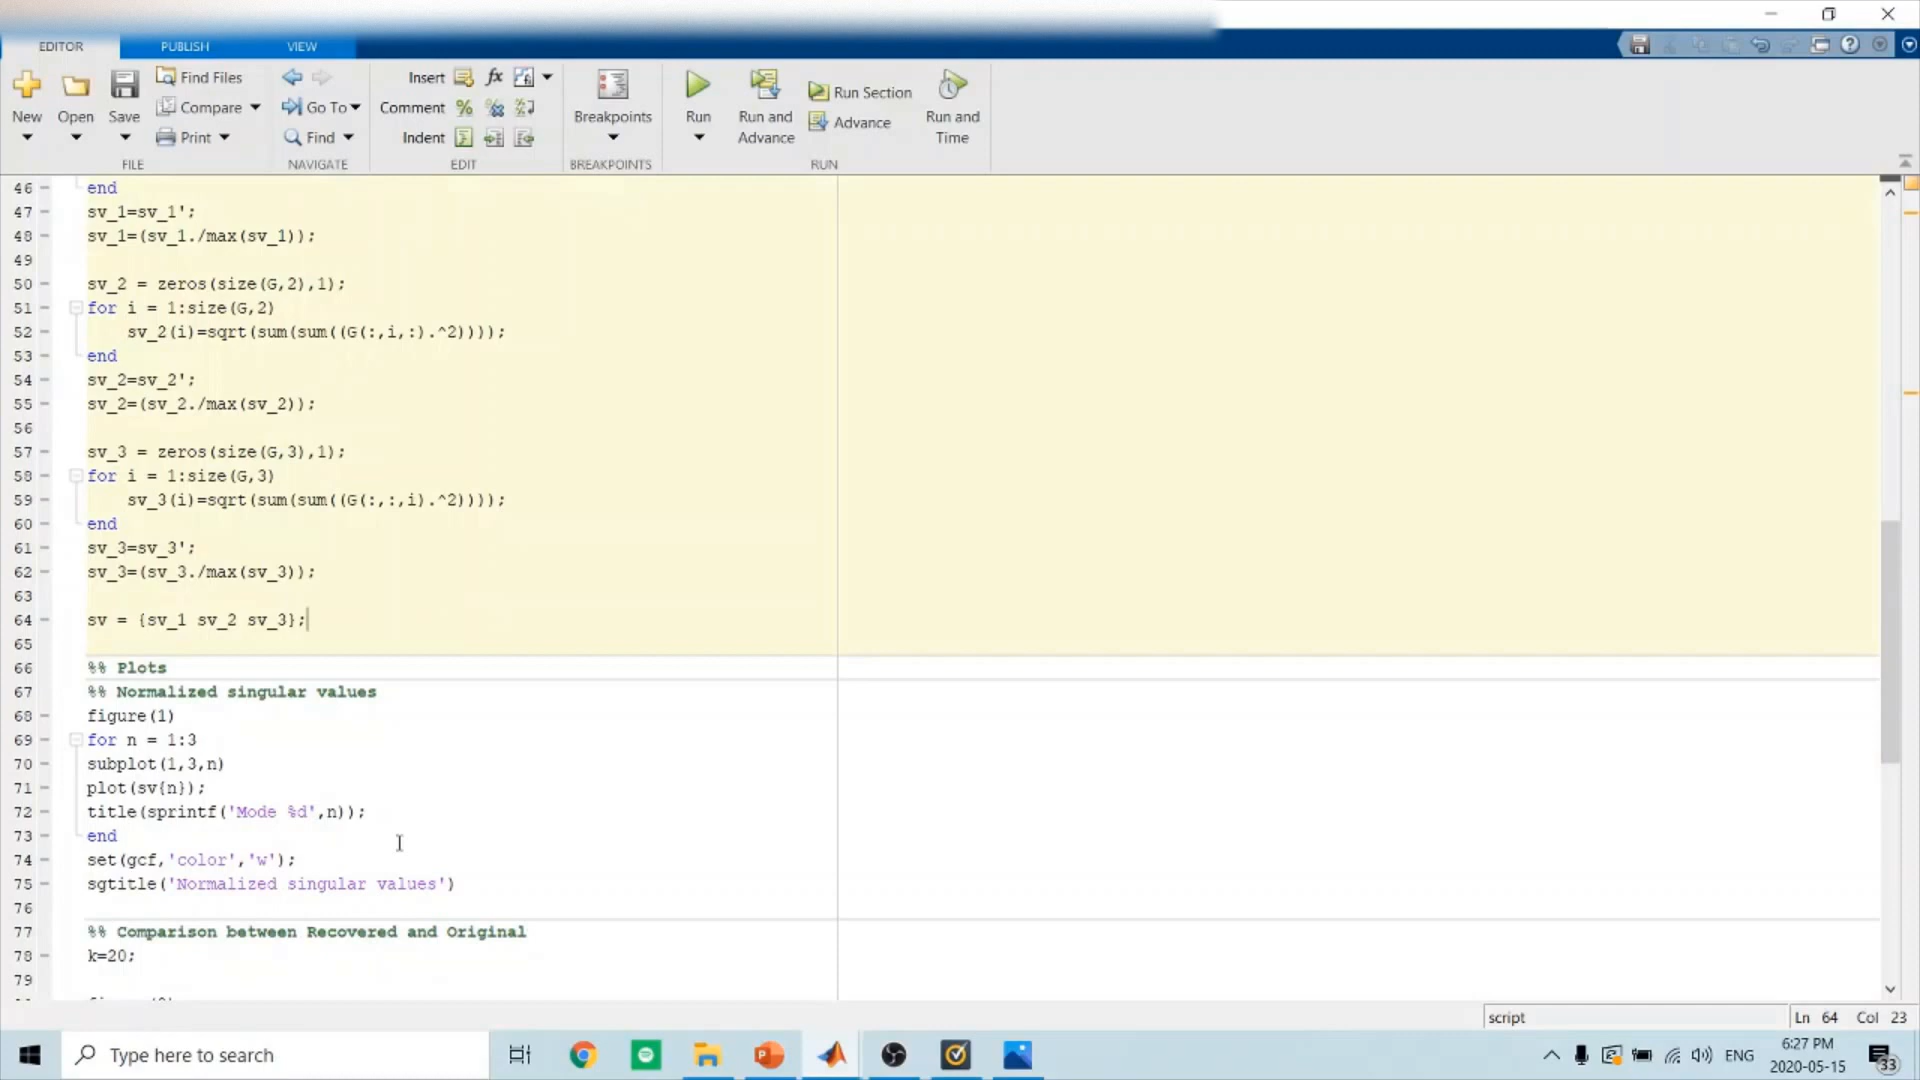 EDITOR PUBLISH VIEW
Find Files Insert fx
Compare Go To Comment % Run Section
New Open Save Breakpoints Run Run and Run and
Print Find Indent Advance Advance Time
FILE NAVIGATE EDIT BREAKPOINTS RUN
46 end
47 sv_1=sv_1';
48 sv_1=(sv_1./max(sv_1));
49
50 sv_2 = zeros(size(G,2),1);
51 for i = 1:size(G,2)
52 sv_2(i)=sqrt(sum(sum((G(:,i,:).^2))));
53 end
54 sv_2=sv_2';
55 sv_2=(sv_2./max(sv_2));
56
57 sv_3 = zeros(size(G,3),1);
58 for i = 1:size(G,3)
59 sv_3(i)=sqrt(sum(sum((G(:,:,i).^2))));
60 end
61 sv_3=sv_3';
62 sv_3=(sv_3./max(sv_3));
63
64 sv = {sv_1 sv_2 sv_3};
65
66 %% Plots
67 %% Normalized singular values
68 figure(1)
69 for n = 1:3
70 subplot(1,3,n)
71 plot(sv{n});
72 title(sprintf('Mode %d',n));
73 end
74 set(gcf,'color','w');
75 sgtitle('Normalized singular values')
76
77 %% Comparison between Recovered and Original
78 k=20;
79
script Ln 64 Col 23
Type here to search ENG 6:27 PM
2020-05-15 33